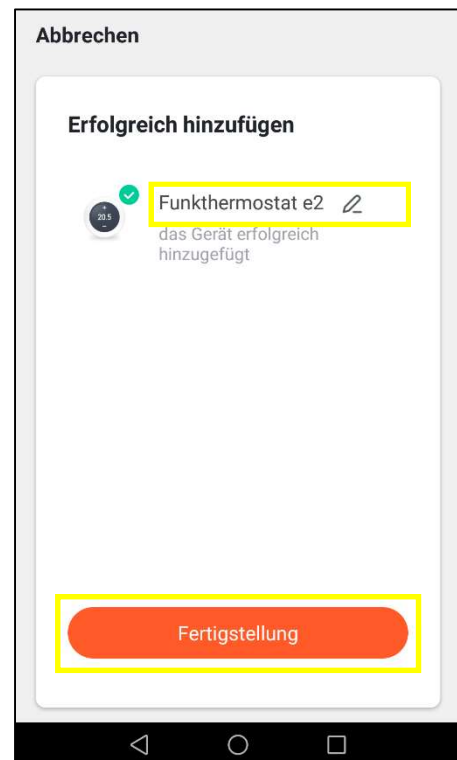 Abbrechen
Erfolgreich hinzufügen
20.5
Funkthermostat e2
das Gerät erfolgreich
hinzugefügt
Fertigstellung